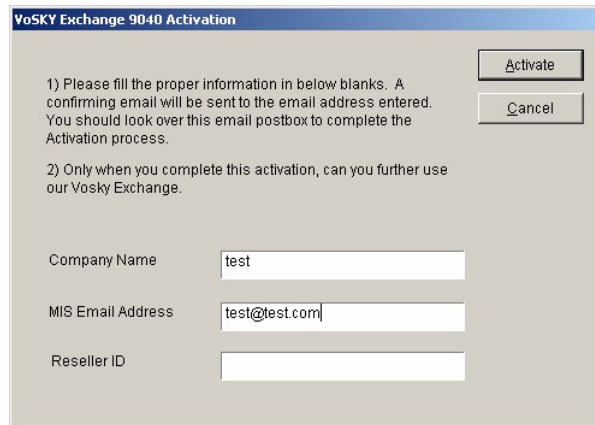 VoSKY Exchange 9040 Activation
Activate
1) Please fill the proper information in below blanks. A
confirming email will be sent to the email address entered.
You should look over this email postbox to complete the
Activation process.
Cancel
2) Only when you complete this activation, can you further use
our Vosky Exchange.
Company Name
test
MIS Email Address
test@test.com
Reseller ID